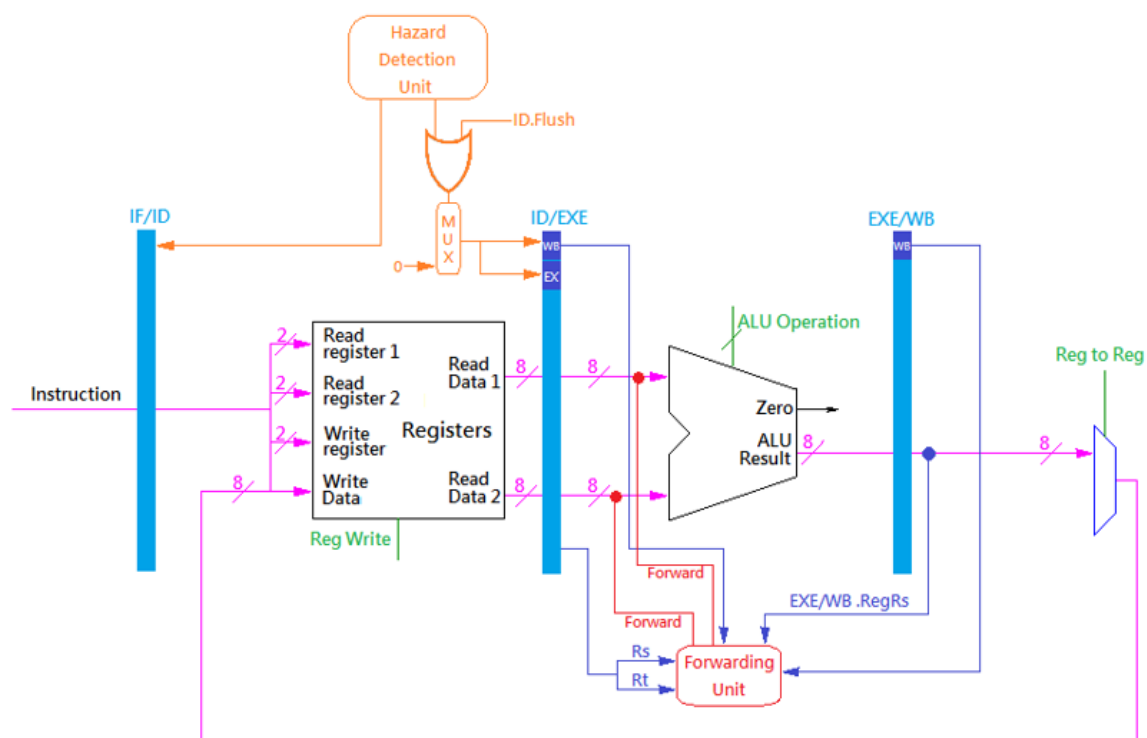 Hazard
Detection
Unit
ID.Flush
IF/ID
M
U
X
0
ID/EXE
WB
EX
EXE/WB
WB
Instruction
2
Read
register 1
2
Read
register 2
2
Write
register
8
Write
Data
Registers
Read
Data 1
Read
Data 2
Reg Write
8
8
8
8
ALU Operation
Zero
ALU
Result
8
Reg to Reg
8
Forward
Forward
EXE/WB .RegRs
Rs
Rt
Forwarding
Unit